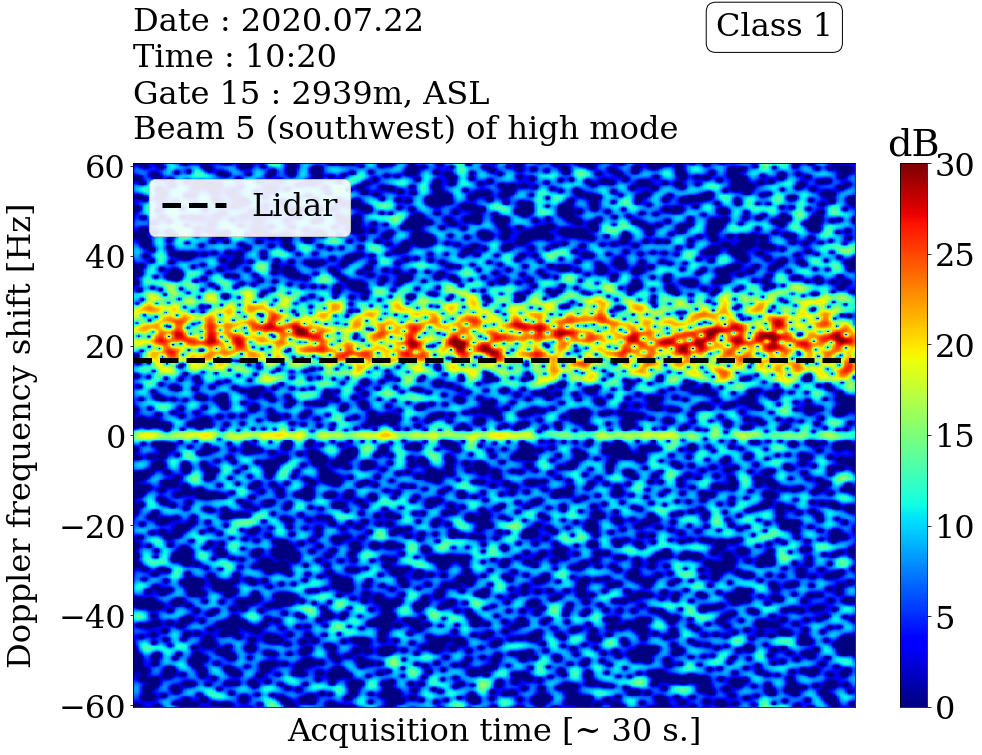 Date : 2020.07.22
Time : 10:20
Gate 15 : 2939m, ASL
Beam 5 (southwest) of high mode
Class 1
dB
60
40
20
0
−20
−40
−60
Doppler frequency shift [Hz]
Lidar
30
25
20
15
10
5
0
Acquisition time [~ 30 s.]